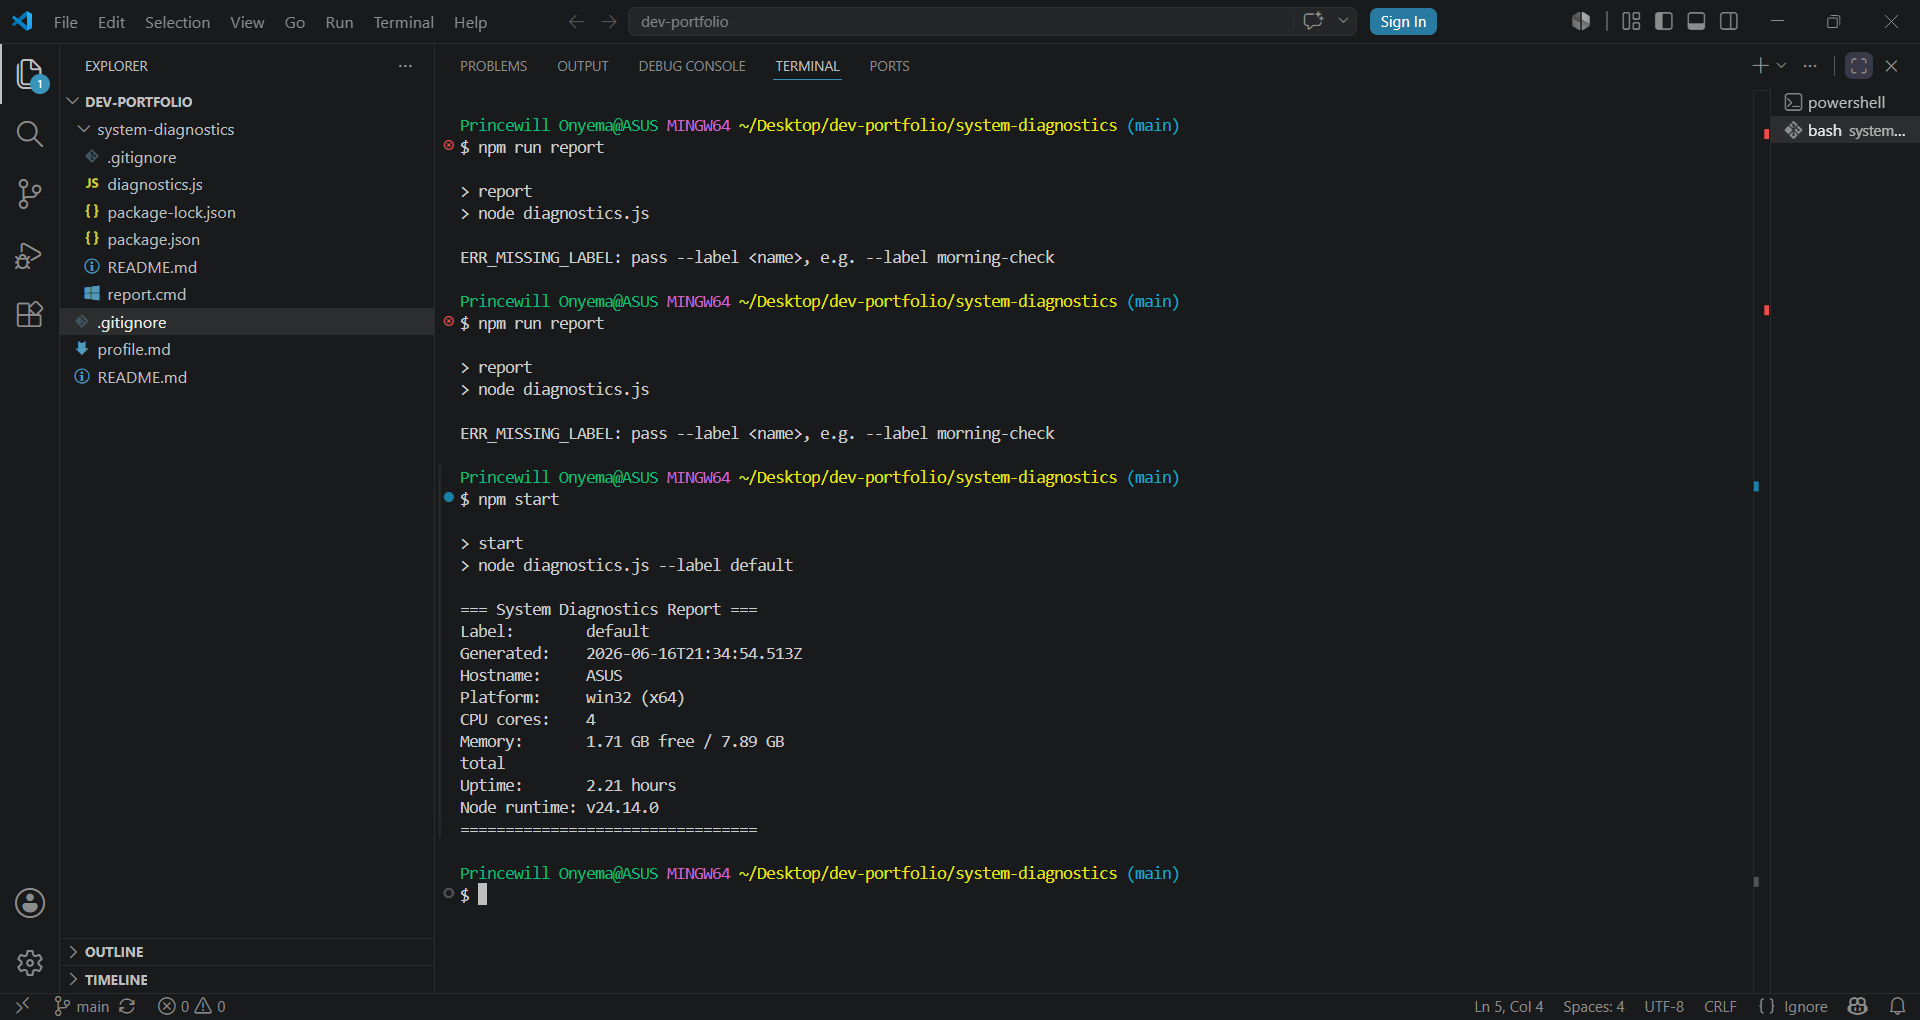 File Edit Selection View Go Run Terminal Help
dev-portfolio
Sign In
EXPLORER
DEV-PORTFOLIO
system-diagnostics
.gitignore
JS diagnostics.js
{} package-lock.json
{} package.json
README.md
report.cmd
.gitignore
profile.md
README.md
OUTLINE
TIMELINE
1
PROBLEMS OUTPUT DEBUG CONSOLE TERMINAL PORTS
Princewill Onyema@ASUS MINGW64 ~/Desktop/dev-portfolio/system-diagnostics (main)
$ npm run report
> report
> node diagnostics.js
ERR_MISSING_LABEL: pass --label <name>, e.g. --label morning-check
Princewill Onyema@ASUS MINGW64 ~/Desktop/dev-portfolio/system-diagnostics (main)
$ npm run report
> report
> node diagnostics.js
ERR_MISSING_LABEL: pass --label <name>, e.g. --label morning-check
Princewill Onyema@ASUS MINGW64 ~/Desktop/dev-portfolio/system-diagnostics (main)
$ npm start
> start
> node diagnostics.js --label default
=== System Diagnostics Report ===
Label: default
Generated: 2026-06-16T21:34:54.513Z
Hostname: ASUS
Platform: win32 (x64)
CPU cores: 4
Memory: 1.71 GB free / 7.89 GB
total
Uptime: 2.21 hours
Node runtime: v24.14.0
=================================
Princewill Onyema@ASUS MINGW64 ~/Desktop/dev-portfolio/system-diagnostics (main)
$
powershell
bash system...
main 0 0
Ln 5, Col 4 Spaces: 4 UTF-8 CRLF {} Ignore